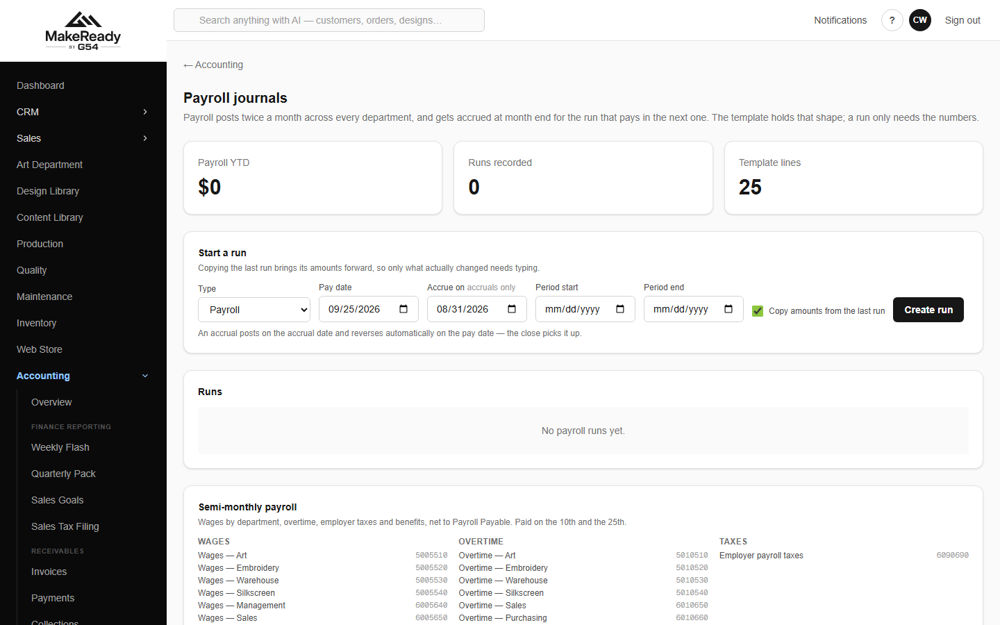 MakeReady
BY G54
Search anything with AI — customers, orders, designs...
Notifications
?
CW
Sign out
Dashboard
CRM
Sales
Art Department
Design Library
Content Library
Production
Quality
Maintenance
Inventory
Web Store
Accounting
Overview
FINANCE REPORTING
Weekly Flash
Quarterly Pack
Sales Goals
Sales Tax Filing
RECEIVABLES
Invoices
Payments
Collections
← Accounting
Payroll journals
Payroll posts twice a month across every department, and gets accrued at month end for the run that pays in the next one. The template holds that shape; a run only needs the numbers.
Payroll YTD
$0
Runs recorded
0
Template lines
25
Start a run
Copying the last run brings its amounts forward, so only what actually changed needs typing.
Type
Payroll
Pay date
09/25/2026
Accrue on accruals only
08/31/2026
Period start
mm/dd/yyyy
Period end
mm/dd/yyyy
Copy amounts from the last run
Create run
An accrual posts on the accrual date and reverses automatically on the pay date — the close picks it up.
Runs
No payroll runs yet.
Semi-monthly payroll
Wages by department, overtime, employer taxes and benefits, net to Payroll Payable. Paid on the 10th and the 25th.
WAGES
Wages — Art 5005510
Wages — Embroidery 5005520
Wages — Warehouse 5005530
Wages — Silkscreen 5005540
Wages — Management 6005640
Wages — Sales 6005650
OVERTIME
Overtime — Art 5010510
Overtime — Embroidery 5010520
Overtime — Warehouse 5010530
Overtime — Silkscreen 5010540
Overtime — Sales 6010650
Overtime — Purchasing 6010660
TAXES
Employer payroll taxes 6090690